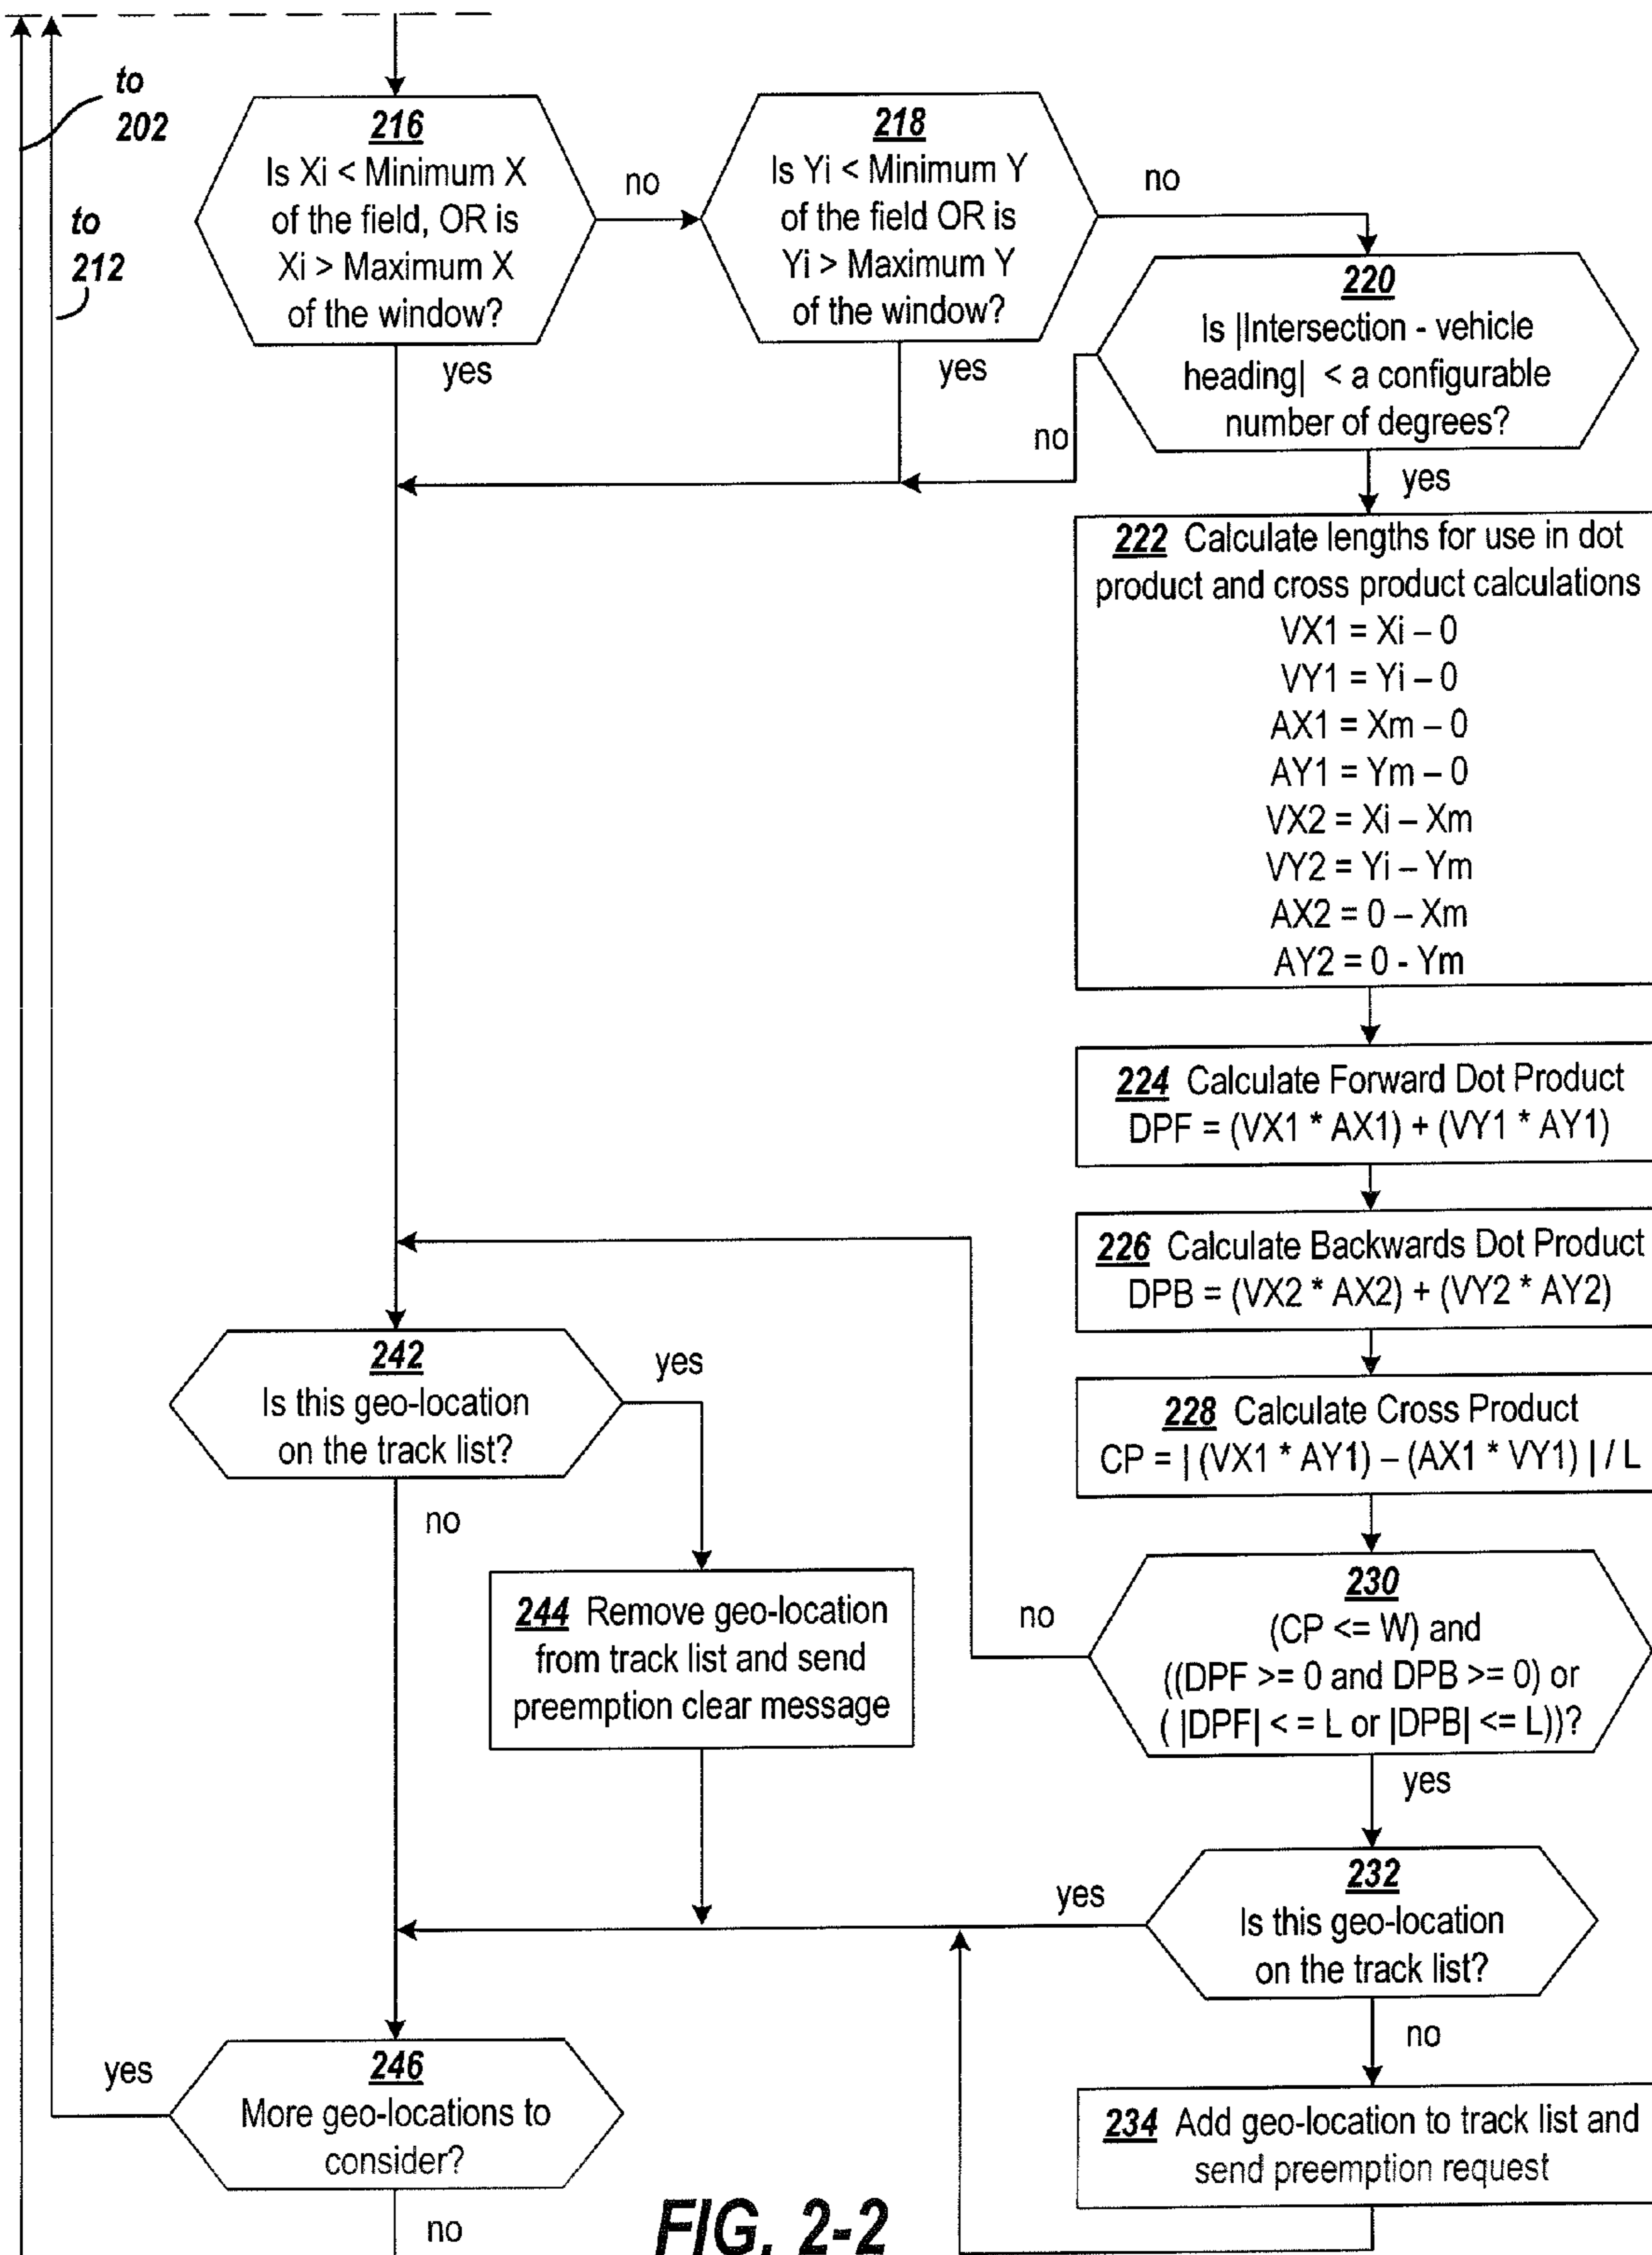 to
202
to
212
216
Is Xi < Minimum X
of the field, OR is
Xi > Maximum X
of the window?
no
yes
218
Is Yi < Minimum Y
of the field OR is
Yi > Maximum Y
of the window?
no
yes
220
Is |Intersection - vehicle
heading| < a configurable
number of degrees?
no
yes
222 Calculate lengths for use in dot
product and cross product calculations
VX1 = Xi – 0
VY1 = Yi – 0
AX1 = Xm – 0
AY1 = Ym – 0
VX2 = Xi – Xm
VY2 = Yi – Ym
AX2 = 0 – Xm
AY2 = 0 - Ym
224 Calculate Forward Dot Product
DPF = (VX1 * AX1) + (VY1 * AY1)
226 Calculate Backwards Dot Product
DPB = (VX2 * AX2) + (VY2 * AY2)
228 Calculate Cross Product
CP = | (VX1 * AY1) – (AX1 * VY1) | / L
230
(CP <= W) and
((DPF >= 0 and DPB >= 0) or
( |DPF| < = L or |DPB| <= L))?
no
yes
232
Is this geo-location
on the track list?
yes
no
234 Add geo-location to track list and
send preemption request
242
Is this geo-location
on the track list?
yes
no
244 Remove geo-location
from track list and send
preemption clear message
246
More geo-locations to
consider?
yes
no
FIG. 2-2